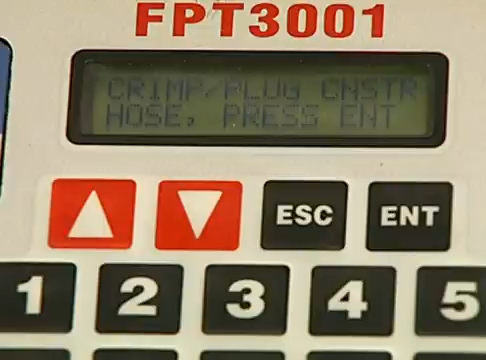 FPT3001
CRIMP/PLUG CNSTR
HOSE, PRESS ENT
ESC
ENT
1
2
3
4
5